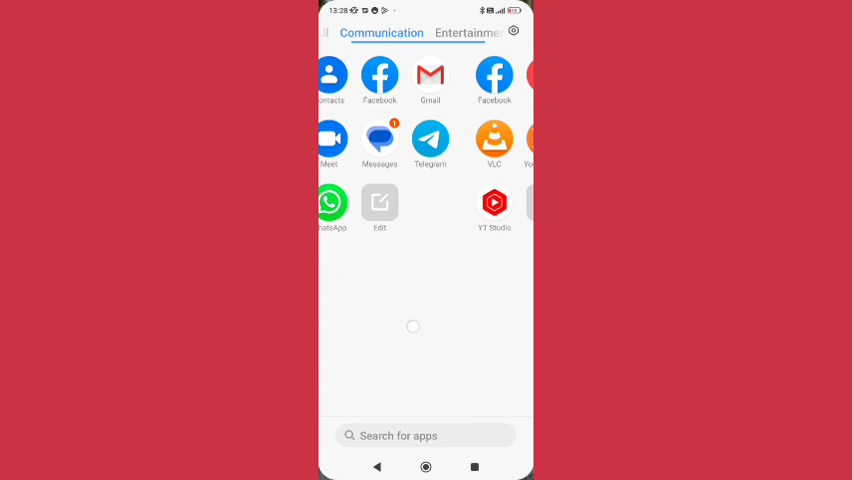 13:28
Communication Entertainme
ontacts Facebook Gmail Facebook
1
Meet Messages Telegram VLC You
hatsApp Edit YT Studio
Search for apps